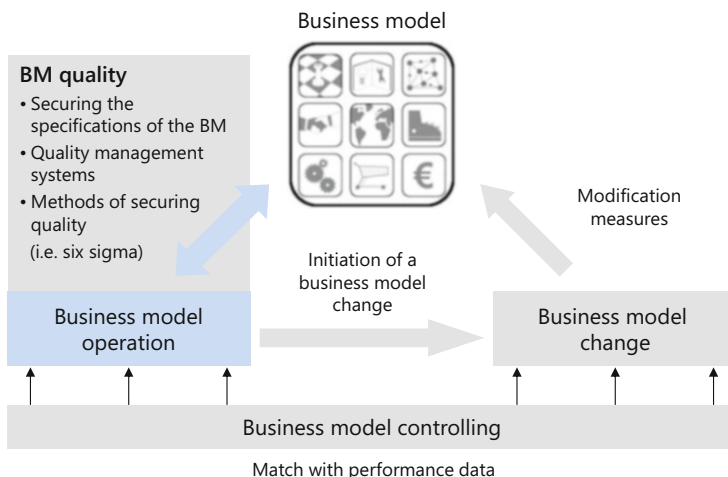 Business model
BM quality
• Securing the
specifications of the BM
• Quality management
systems
• Methods of securing
quality
(i.e. six sigma)
€
Modification
measures
Initiation of a
business model
change
Business model
operation
Business model
change
Business model controlling
Match with performance data